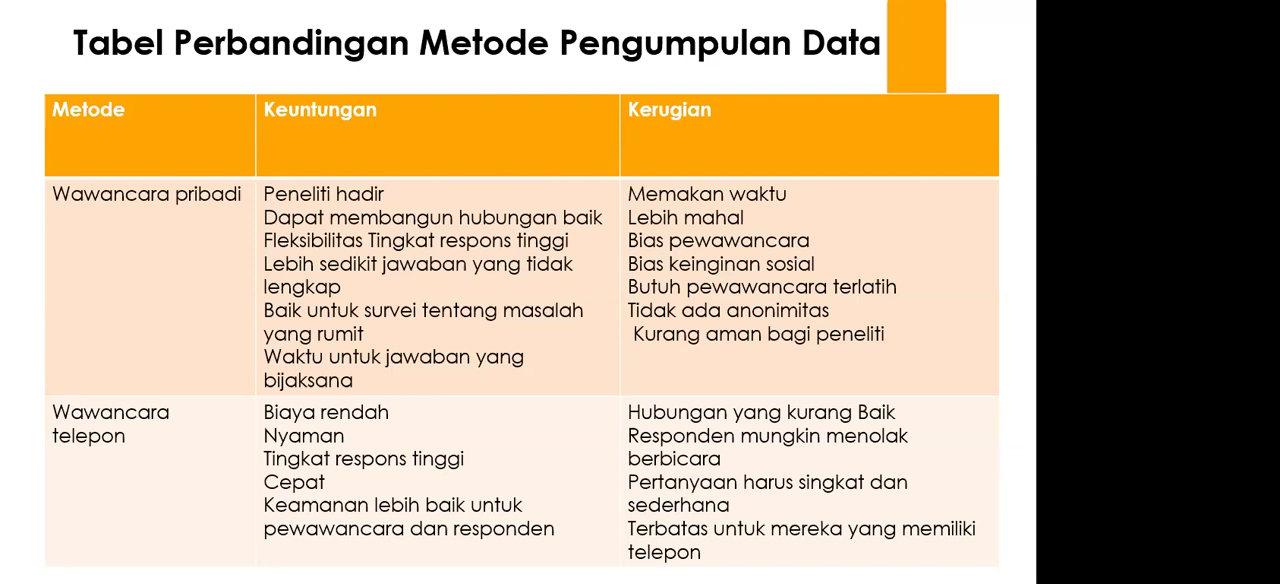 Tabel Perbandingan Metode Pengumpulan Data
Metode
Keuntungan
Kerugian
Wawancara pribadi
Peneliti hadir
Dapat membangun hubungan baik
Fleksibilitas Tingkat respons tinggi
Lebih sedikit jawaban yang tidak
lengkap
Baik untuk survei tentang masalah
yang rumit
Waktu untuk jawaban yang
bijaksana
Memakan waktu
Lebih mahal
Bias pewawancara
Bias keinginan sosial
Butuh pewawancara terlatih
Tidak ada anonimitas
Kurang aman bagi peneliti
Wawancara
telepon
Biaya rendah
Nyaman
Tingkat respons tinggi
Cepat
Keamanan lebih baik untuk
pewawancara dan responden
Hubungan yang kurang Baik
Responden mungkin menolak
berbicara
Pertanyaan harus singkat dan
sederhana
Terbatas untuk mereka yang memiliki
telepon